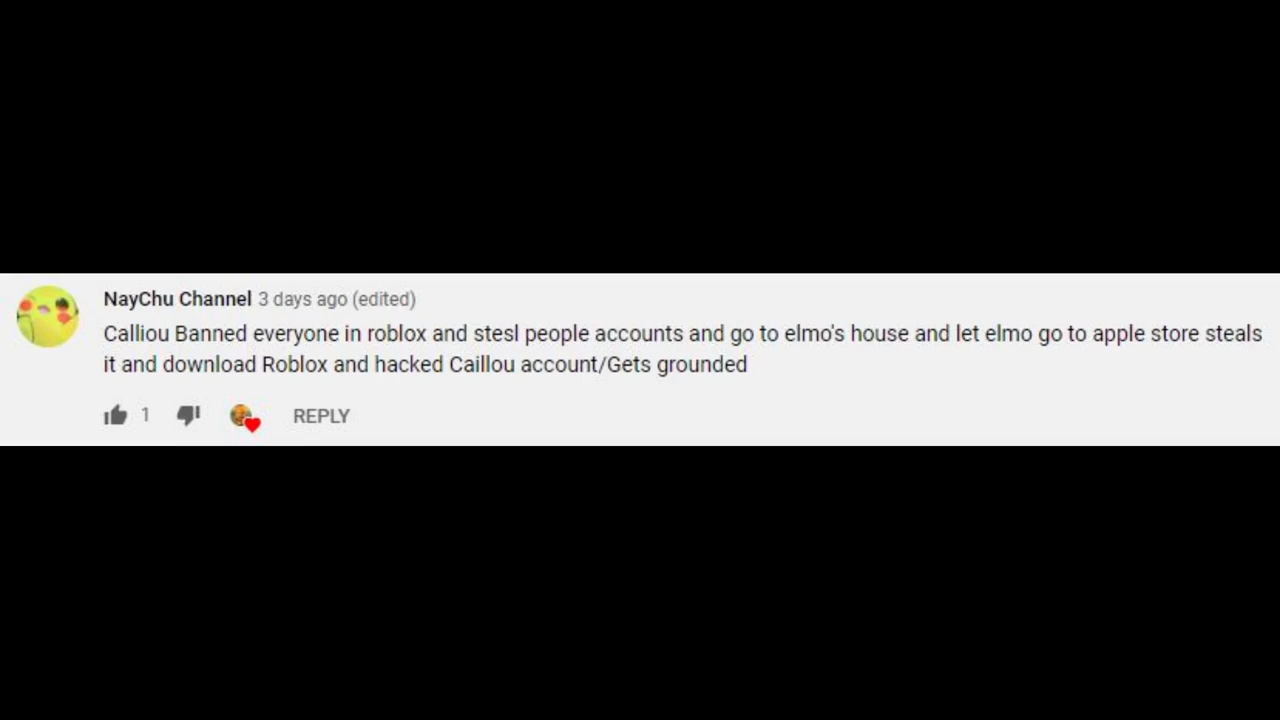 NayChu Channel 3 days ago (edited)
Calliou Banned everyone in roblox and stesl people accounts and go to elmo's house and let elmo go to apple store steals
it and download Roblox and hacked Caillou account/Gets grounded
1 REPLY